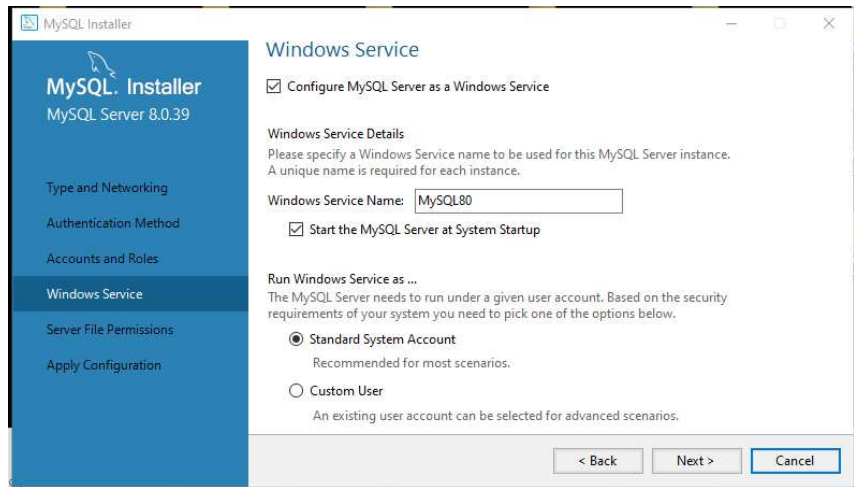 MySQL Installer
MySQL. Installer
MySQL Server 8.0.39
Type and Networking
Authentication Method
Accounts and Roles
Windows Service
Server File Permissions
Apply Configuration
Windows Service
Configure MySQL Server as a Windows Service
Windows Service Details
Please specify a Windows Service name to be used for this MySQL Server instance.
A unique name is required for each instance.
Windows Service Name: MySQL80
Start the MySQL Server at System Startup
Run Windows Service as ...
The MySQL Server needs to run under a given user account. Based on the security
requirements of your system you need to pick one of the options below.
Standard System Account
Recommended for most scenarios.
Custom User
An existing user account can be selected for advanced scenarios.
< Back Next > Cancel